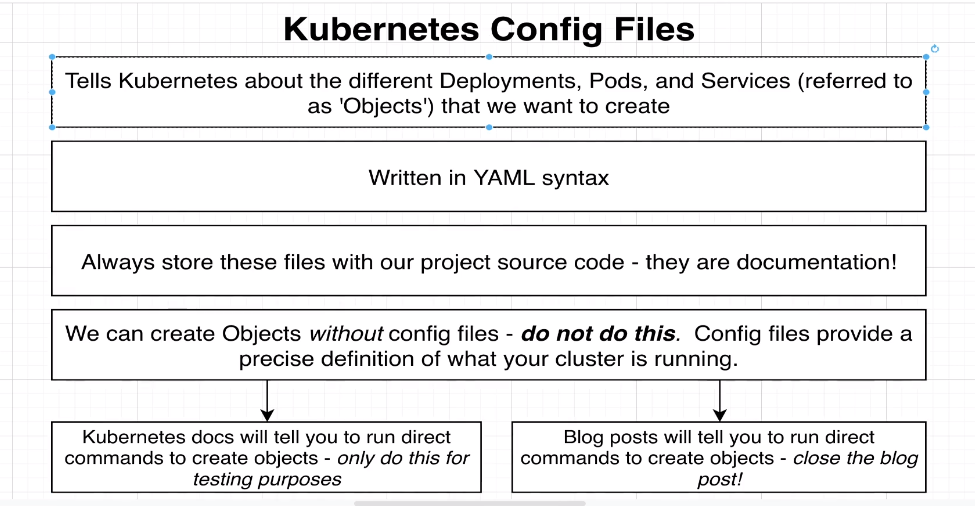 Kubernetes Config Files
Tells Kubernetes about the different Deployments, Pods, and Services (referred to
as 'Objects') that we want to create
Written in YAML syntax
Always store these files with our project source code - they are documentation!
We can create Objects without config files - do not do this.  Config files provide a
precise definition of what your cluster is running.
Kubernetes docs will tell you to run direct
commands to create objects - only do this for
testing purposes
Blog posts will tell you to run direct
commands to create objects - close the blog
post!